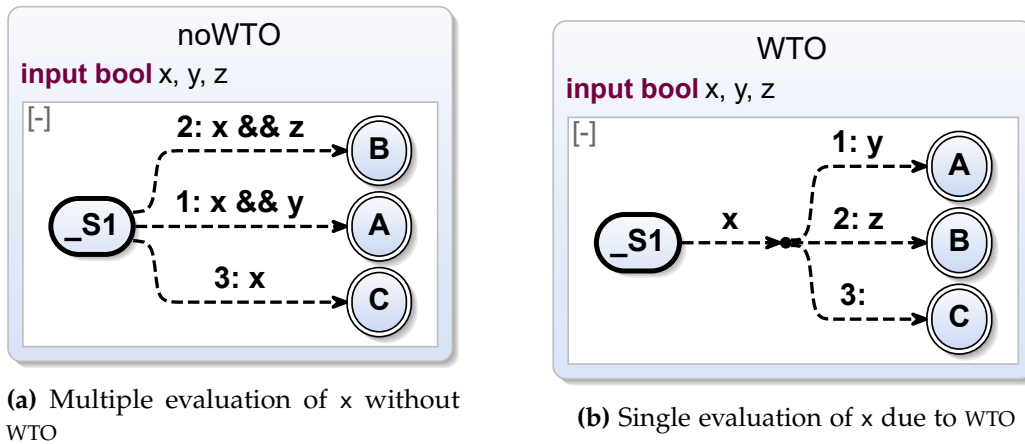 noWTO
input bool x, y, z
[-]
2: x && z
B
_S1
1: x && y
A
3: x
C
(a) Multiple evaluation of x without
WTO
WTO
input bool x, y, z
[-]
1: y
A
_S1
x
2: z
B
3:
C
(b) Single evaluation of x due to WTO